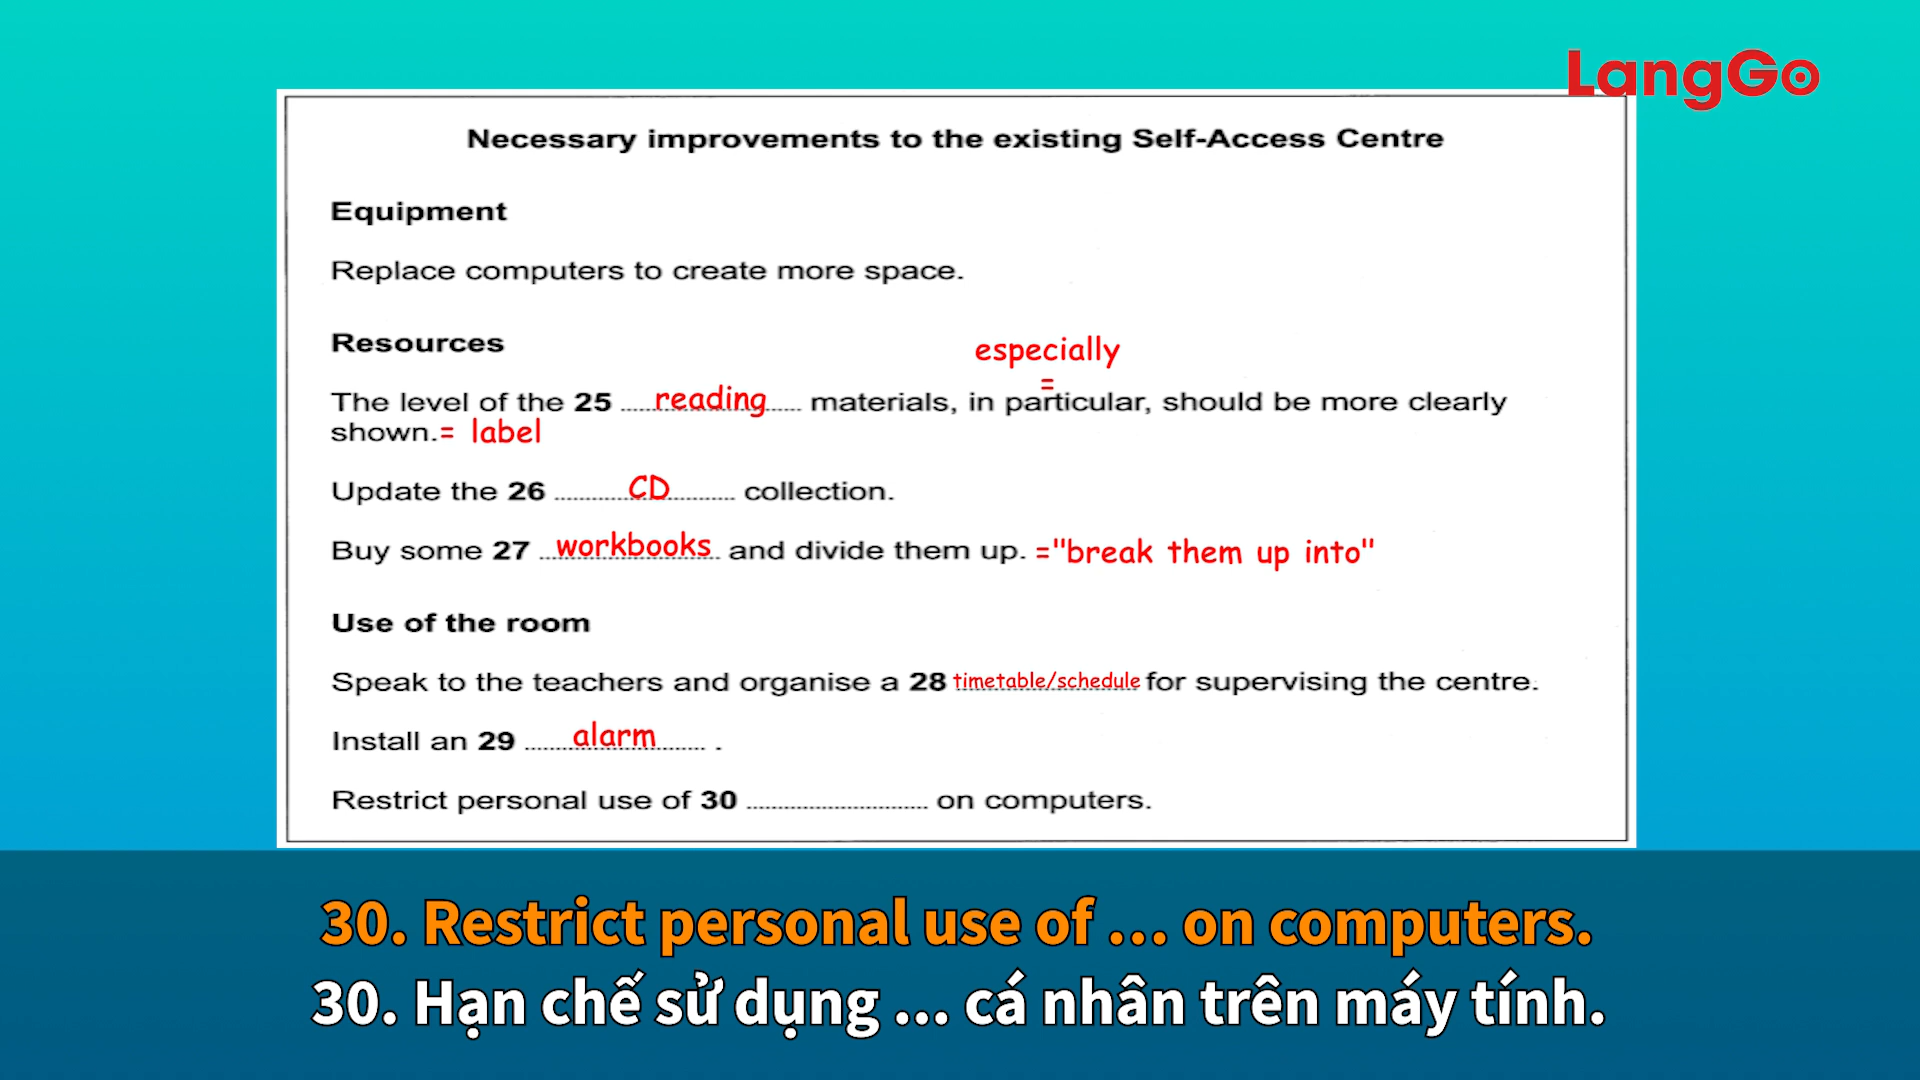 LangGo
Necessary improvements to the existing Self-Access Centre
Equipment
Replace computers to create more space.
Resources
especially
=
The level of the 25 ....reading..... materials, in particular, should be more clearly
shown.= label
Update the 26 ............CD........... collection.
Buy some 27 ..workbooks. and divide them up. ="break them up into"
Use of the room
Speak to the teachers and organise a 28 timetable/schedule for supervising the centre.
Install an 29 .......alarm....... .
Restrict personal use of 30 .............................. on computers.
30. Restrict personal use of ... on computers.
30. Hạn chế sử dụng ... cá nhân trên máy tính.